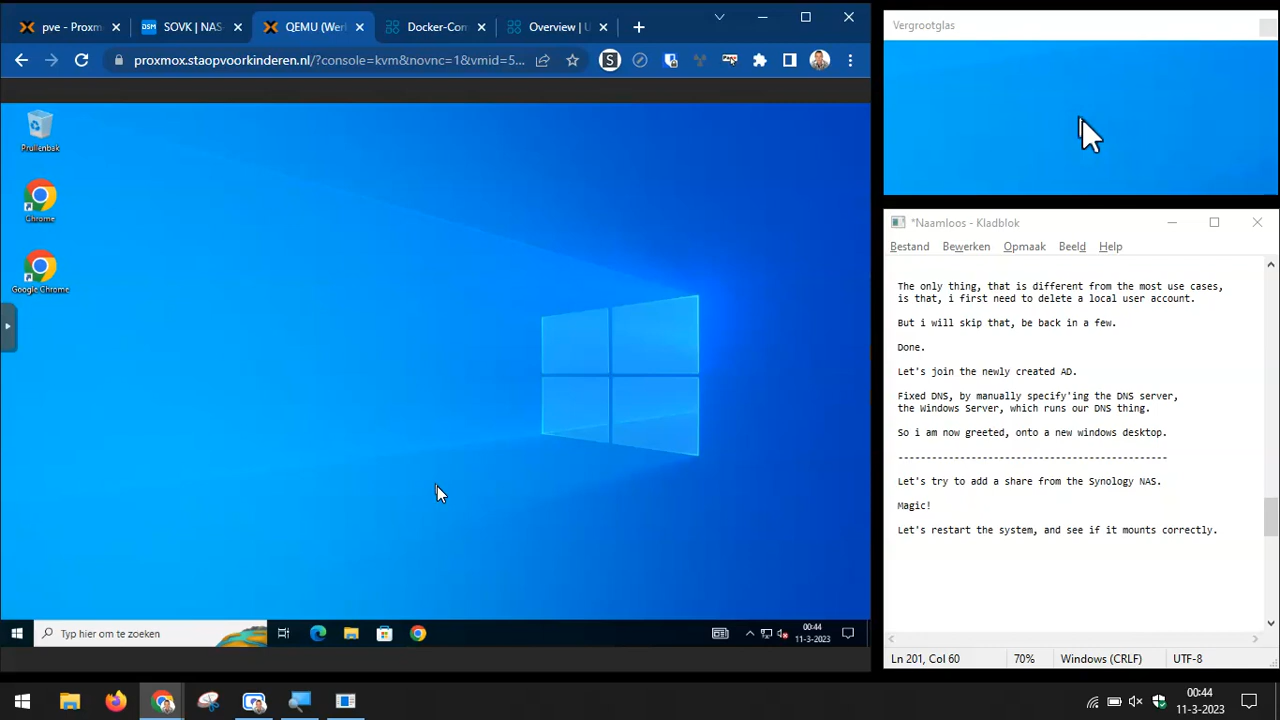 pve - Proxm
SOVK | NAS
QEMU (Werl
Docker-Con
Overview | U
proxmox.staopvoorkinderen.nl/?console=kvm&novnc=1&vmid=5...
Prullenbak
Chrome
Google Chrome
Typ hier om te zoeken
00:44
11-3-2023
Vergrootglas
*Naamloos - Kladblok
Bestand Bewerken Opmaak Beeld Help
The only thing, that is different from the most use cases,
is that, i first need to delete a local user account.
But i will skip that, be back in a few.
Done.
Let's join the newly created AD.
Fixed DNS, by manually specify'ing the DNS server,
the Windows Server, which runs our DNS thing.
So i am now greeted, onto a new windows desktop.
---------------------------------------------
Let's try to add a share from the Synology NAS.
Magic!
Let's restart the system, and see if it mounts correctly.
Ln 201, Col 60 70% Windows (CRLF) UTF-8
00:44
11-3-2023